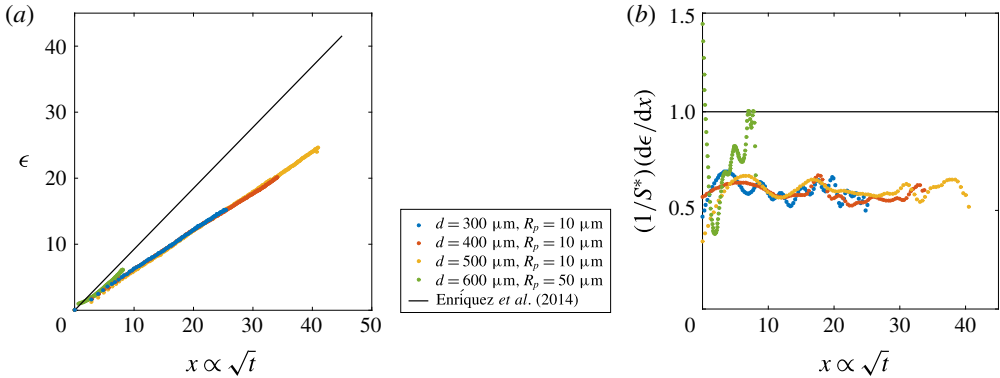 (a)
40
30
20
10
0
ϵ
10 20 30 40 50
x ∝ √t
d = 300 μm, Rp = 10 μm
d = 400 μm, Rp = 10 μm
d = 500 μm, Rp = 10 μm
d = 600 μm, Rp = 50 μm
Enríquez et al. (2014)
(b)
1.5
1.0
0.5
(1/S*)(dϵ/dx)
0 10 20 30 40
x ∝ √t